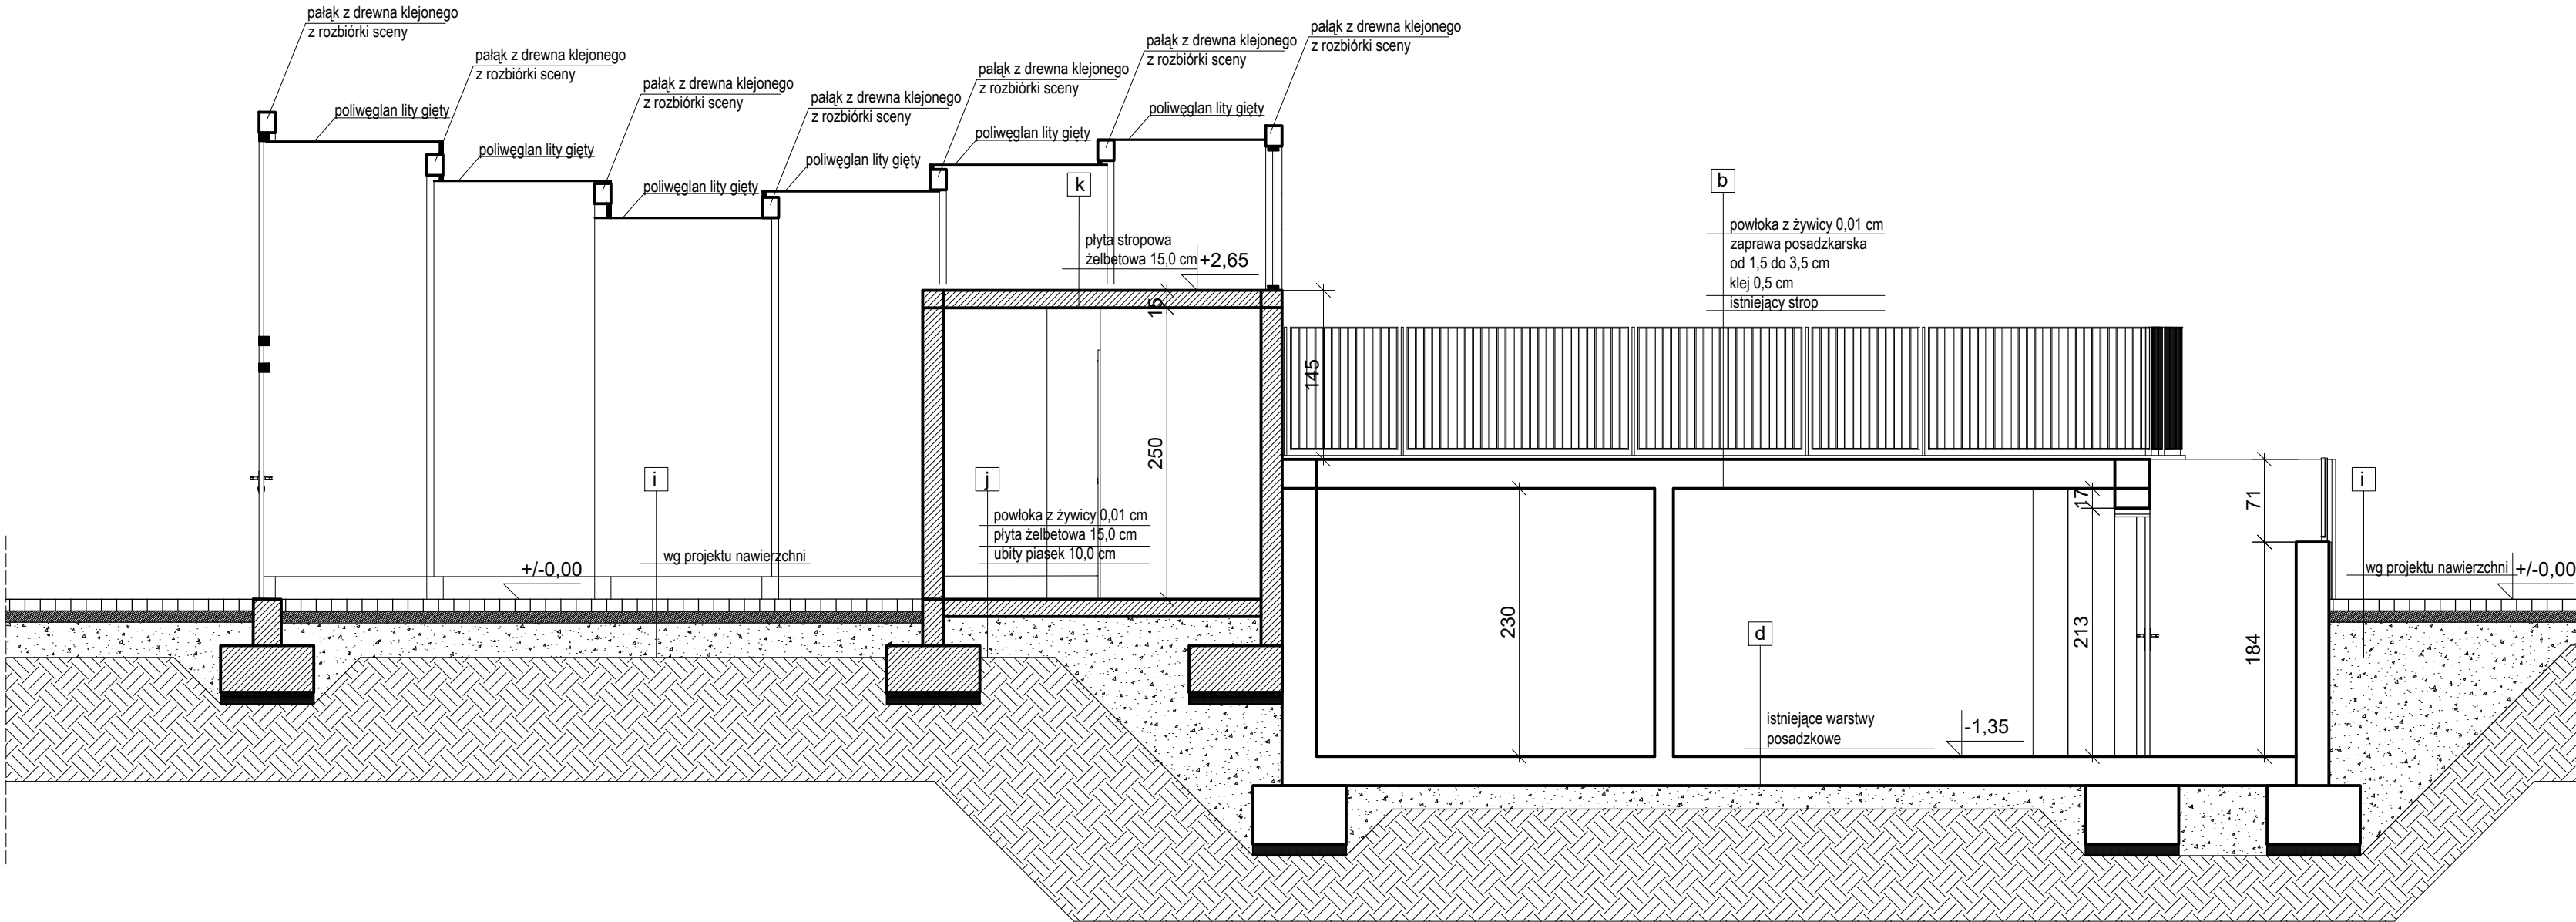 pałąk z drewna klejonego
z rozbiórki sceny
pałąk z drewna klejonego
z rozbiórki sceny
pałąk z drewna klejonego
z rozbiórki sceny
pałąk z drewna klejonego
z rozbiórki sceny
pałąk z drewna klejonego
z rozbiórki sceny
pałąk z drewna klejonego
z rozbiórki sceny
pałąk z drewna klejonego
z rozbiórki sceny
poliwęglan lity gięty
poliwęglan lity gięty
poliwęglan lity gięty
poliwęglan lity gięty
poliwęglan lity gięty
poliwęglan lity gięty
k
b
płyta stropowa
żelbetowa 15,0 cm
+2,65
powłoka z żywicy 0,01 cm
zaprawa posadzkarska
od 1,5 do 3,5 cm
klej 0,5 cm
istniejący strop
15
145
250
i
j
i
powłoka z żywicy 0,01 cm
płyta żelbetowa 15,0 cm
ubity piasek 10,0 cm
wg projektu nawierzchni
+/-0,00
17
71
230
213
184
wg projektu nawierzchni
+/-0,00
d
istniejące warstwy
posadzkowe
-1,35